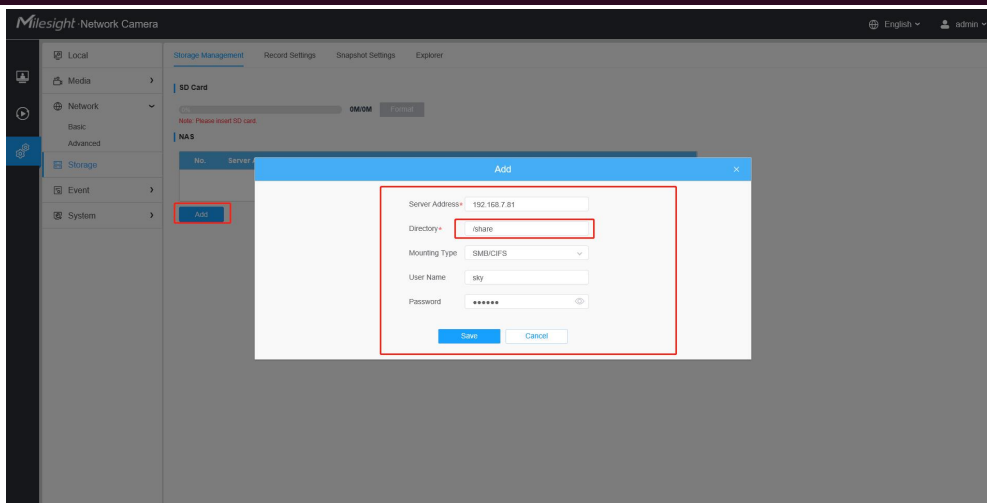 Milesight·Network Camera
English
admin
Local
Media
Network
Basic
Advanced
Storage
Event
System
Storage Management Record Settings Snapshot Settings Explorer
SD Card
0M/0M Format
Note: Please insert SD card.
NAS
No. Server A
Add
Add
Server Address* 192.168.7.81
Directory* /share
Mounting Type SMB/CIFS
User Name sky
Password ••••••
Save Cancel